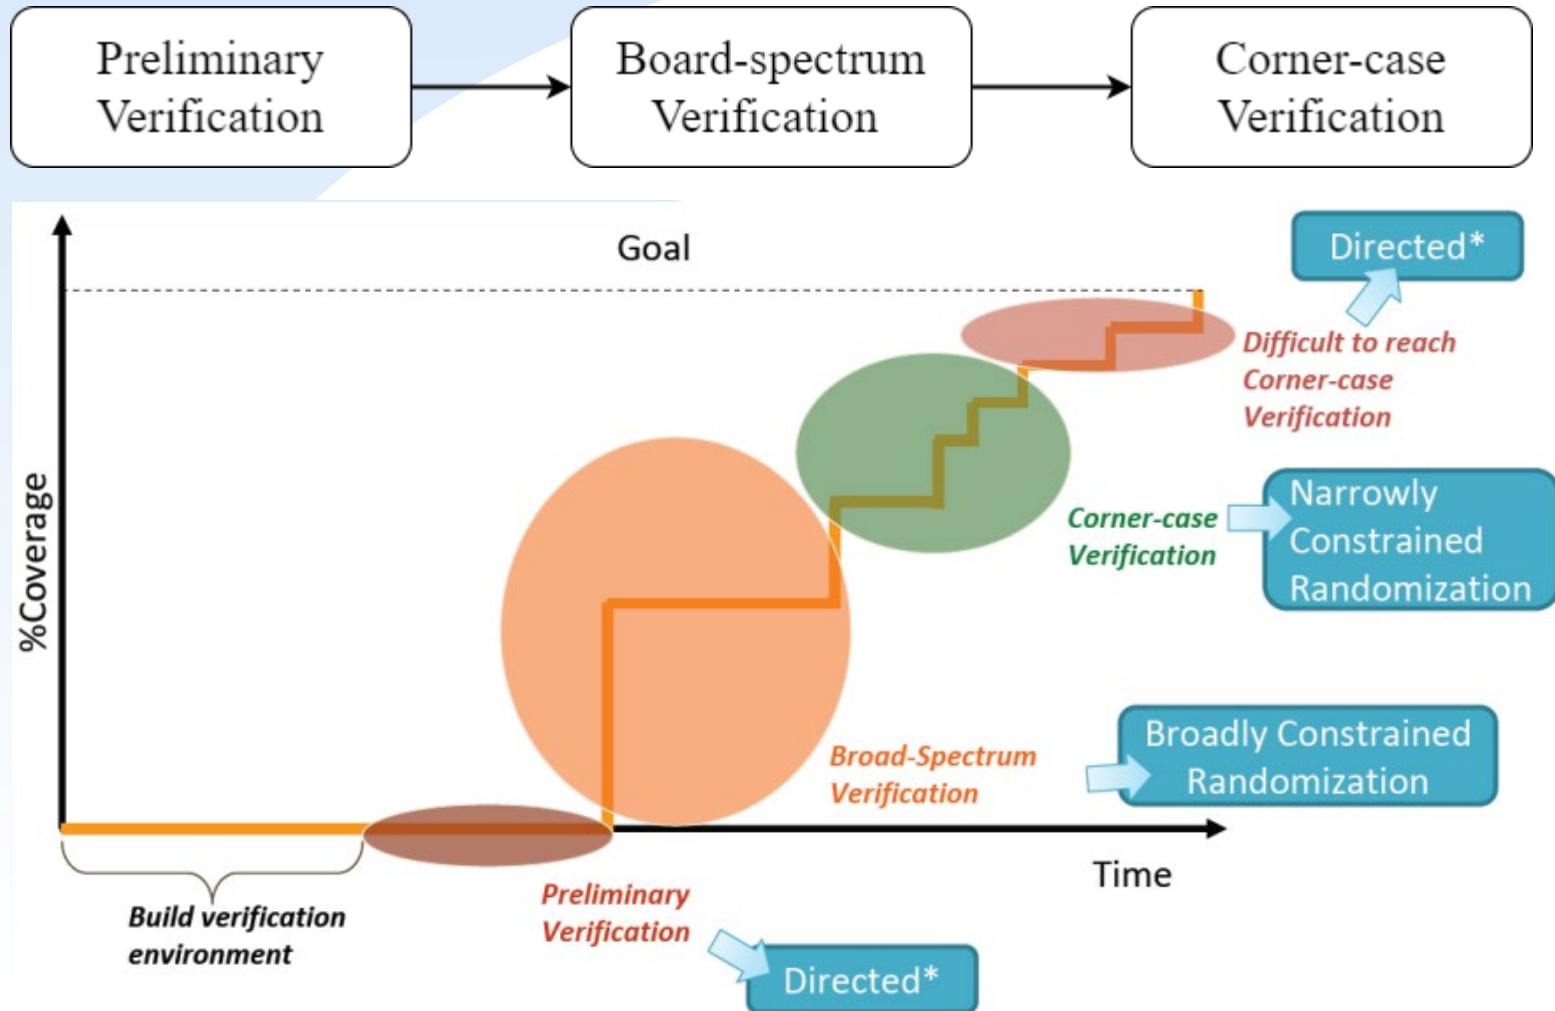 Preliminary
Verification
Board-spectrum
Verification
Corner-case
Verification
Goal
Directed*
Difficult to reach
Corner-case
Verification
%Coverage
Corner-case
Verification
Narrowly
Constrained
Randomization
Broad-Spectrum
Verification
Broadly Constrained
Randomization
Time
Build verification
environment
Preliminary
Verification
Directed*